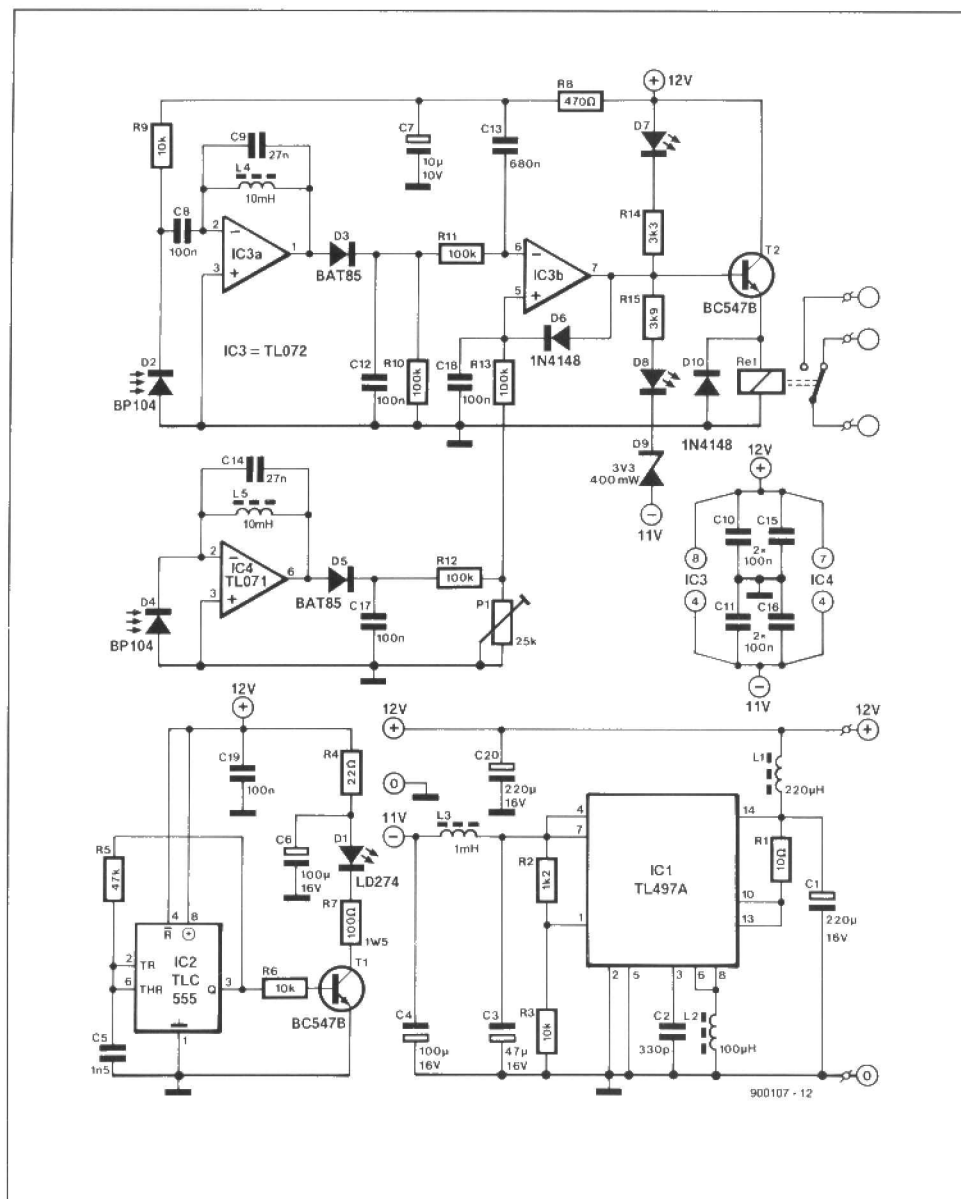 12V
R8
470Ω
R9
10k
C9
27n
L4
10mH
C7
10µ
10V
C13
680n
D7
C8
100n
2
3
1
IC3a
D3
BAT85
R11
100k
R14
3k3
6
5
7
IC3b
T2
BC547B
R15
3k9
D6
1N4148
IC3 = TL072
D2
BP104
C12
100n
R10
100k
C18
100n
R13
100k
D8
D10
1N4148
Re1
D9
3V3
400mW
11V
C14
27n
L5
10mH
2
3
6
IC4
TL071
D5
BAT85
R12
100k
D4
BP104
C17
100n
P1
25k
12V
C10
C15
2×
100n
8
7
IC3
IC4
4
4
C11
C16
2×
100n
11V
12V
C19
100n
R4
22Ω
C6
100µ
16V
D1
LD274
R7
100Ω
1W5
R5
47k
4
8
R
2
TR
6
THR
IC2
TLC
555
Q
3
R6
10k
T1
BC547B
1
C5
1n5
12V
12V
0
C20
220µ
16V
L1
220µH
11V
L3
1mH
4
7
1
14
10
13
R2
1k2
IC1
TL497A
R1
10Ω
C1
220µ
16V
2
5
3
6
8
R3
10k
C4
100µ
16V
C3
47µ
16V
C2
330p
L2
100µH
0
900107 - 12